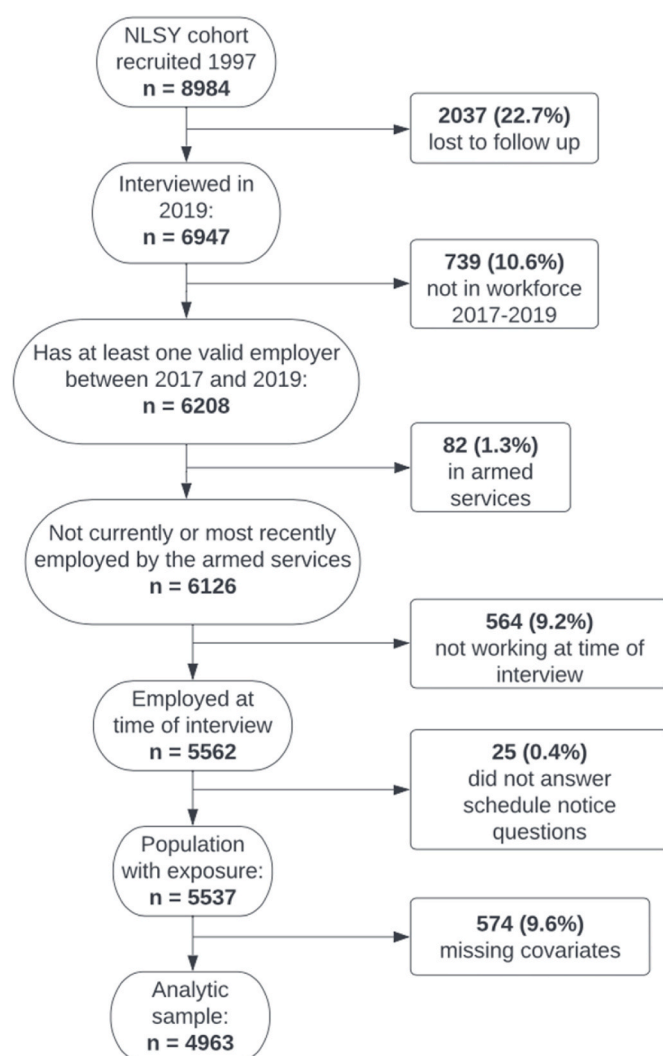 NLSY cohort
recruited 1997
n = 8984
2037 (22.7%)
lost to follow up
Interviewed in
2019:
n = 6947
739 (10.6%)
not in workforce
2017-2019
Has at least one valid employer
between 2017 and 2019:
n = 6208
82 (1.3%)
in armed
services
Not currently or most recently
employed by the armed services
n = 6126
564 (9.2%)
not working at time of
interview
Employed at
time of interview
n = 5562
25 (0.4%)
did not answer
schedule notice
questions
Population
with exposure:
n = 5537
574 (9.6%)
missing covariates
Analytic
sample:
n = 4963